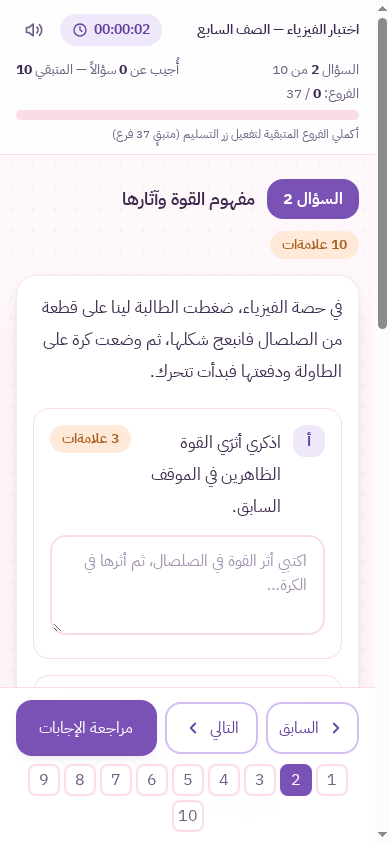 اختبار الفيزياء — الصف السابع
00:00:02
السؤال 2 من 10
أُجيب عن 0 سؤالاً — المتبقي 10
الفروع: 0 / 37
أكملي الفروع المتبقية لتفعيل زر التسليم (متبقٍ 37 فرع)
السؤال 2
مفهوم القوة وآثارها
10 علامات
في حصة الفيزياء، ضغطت الطالبة لينا على قطعة
من الصلصال فانبعج شكلها، ثم وضعت كرة على
الطاولة ودفعتها فبدأت تتحرك.
أ
اذكري أثرَي القوة
الظاهرين في الموقف
السابق.
3 علامات
اكتبي أثر القوة في الصلصال، ثم أثرها في
الكرة...
السابق
التالي
مراجعة الإجابات
1 2 3 4 5 6 7 8 9
10